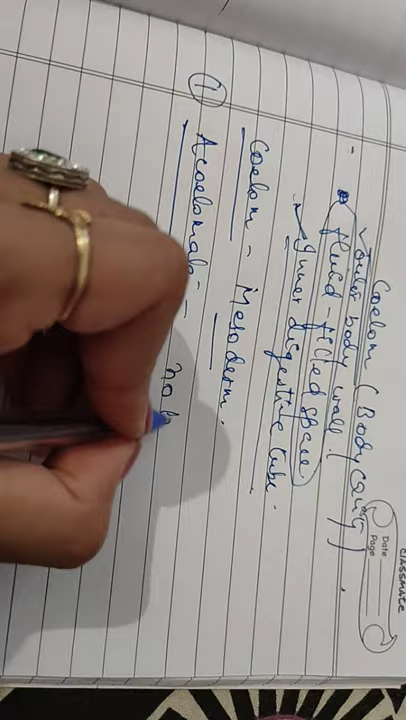 classmate
Date
Page
Coelom (Body cavity)
✓ Outer body wall.
fluid-filled space.
✓ Inner digestive tube.
Coelom - Mesoderm.
① Acoelomate - no b